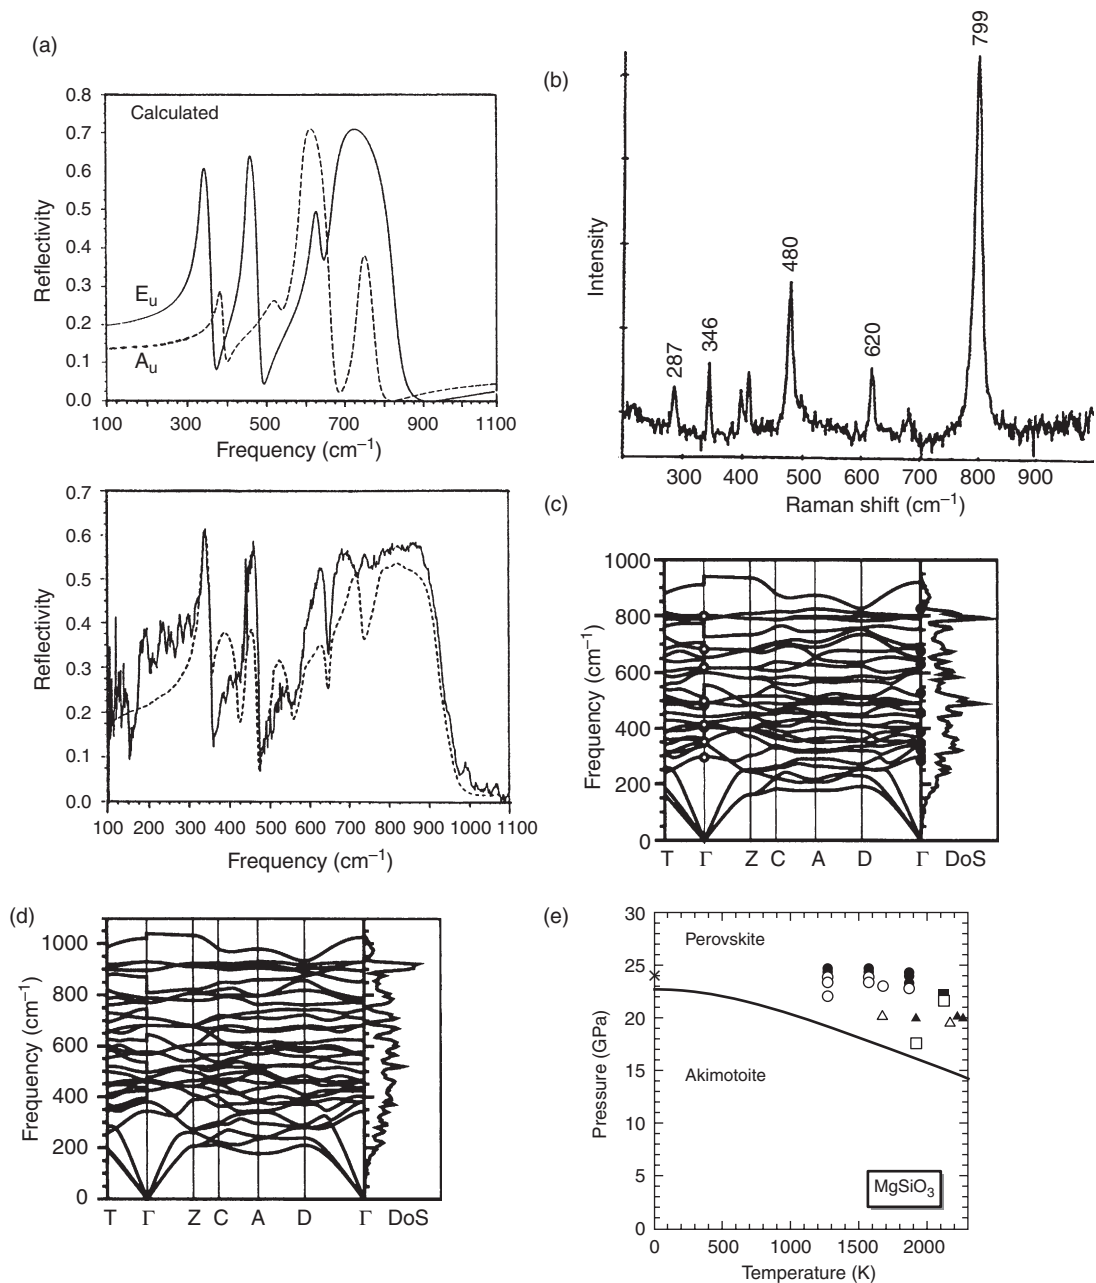 (a)
0.8
0.7
0.6
0.5
0.4
0.3
0.2
0.1
0.0
Reflectivity
Calculated
Eu
Au
100 300 500 700 900 1100
Frequency (cm−1)
0.7
0.6
0.5
0.4
0.3
0.2
0.1
0.0
Reflectivity
100 200 300 400 500 600 700 800 900 1000 1100
Frequency (cm−1)
(b)
Intensity
287
346
480
620
799
300 400 500 600 700 800 900
Raman shift (cm−1)
(c)
1000
800
600
400
200
0
Frequency (cm−1)
T Γ Z C A D Γ DoS
(d)
1000
800
600
400
200
0
Frequency (cm−1)
T Γ Z C A D Γ DoS
(e)
30
25
20
15
10
5
0
Pressure (GPa)
Perovskite
Akimotoite
MgSiO3
0 500 1000 1500 2000
Temperature (K)